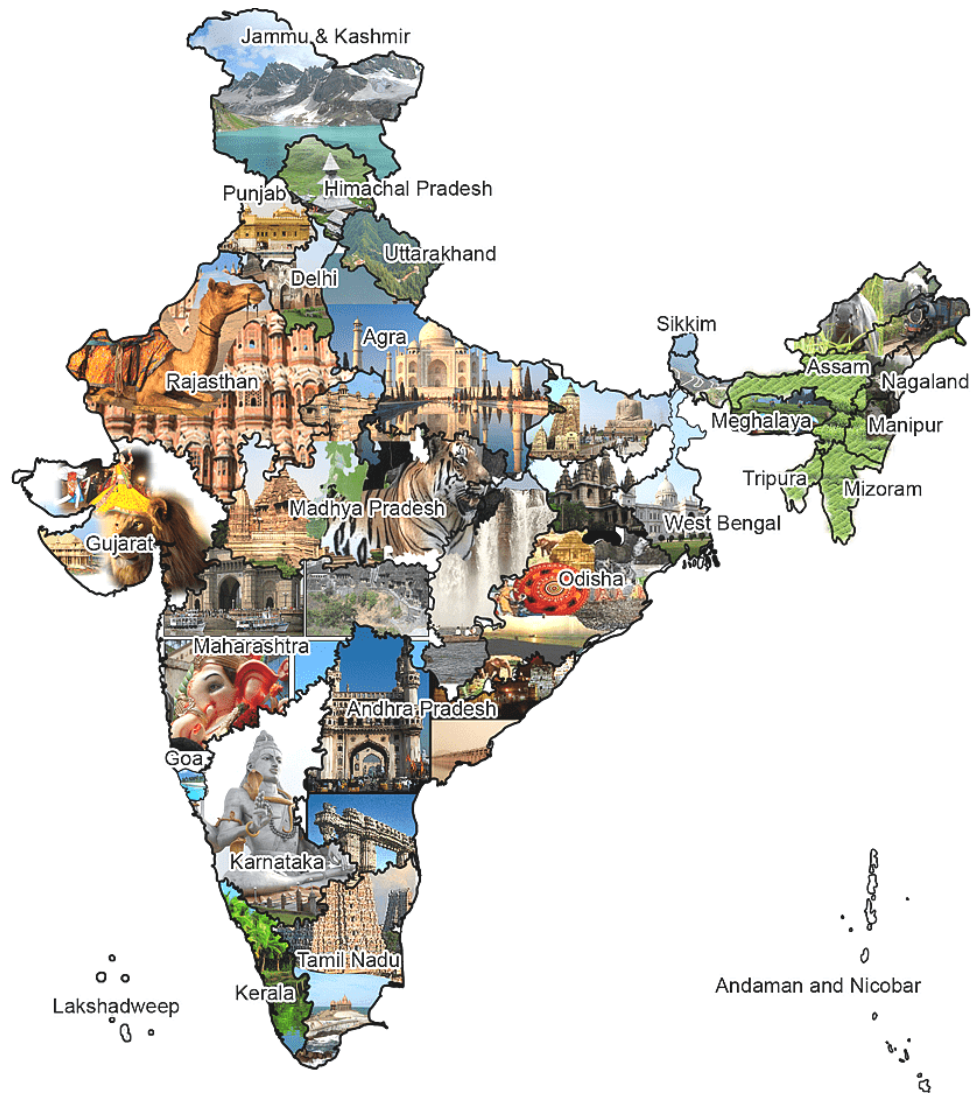 Jammu & Kashmir
Punjab
Himachal Pradesh
Uttarakhand
Delhi
Sikkim
Agra
Assam
Rajasthan
Nagaland
Meghalaya
Manipur
Tripura
Mizoram
Madhya Pradesh
West Bengal
Gujarat
Odisha
Maharashtra
Andhra Pradesh
Goa
Karnataka
Tamil Nadu
Kerala
Lakshadweep
Andaman and Nicobar